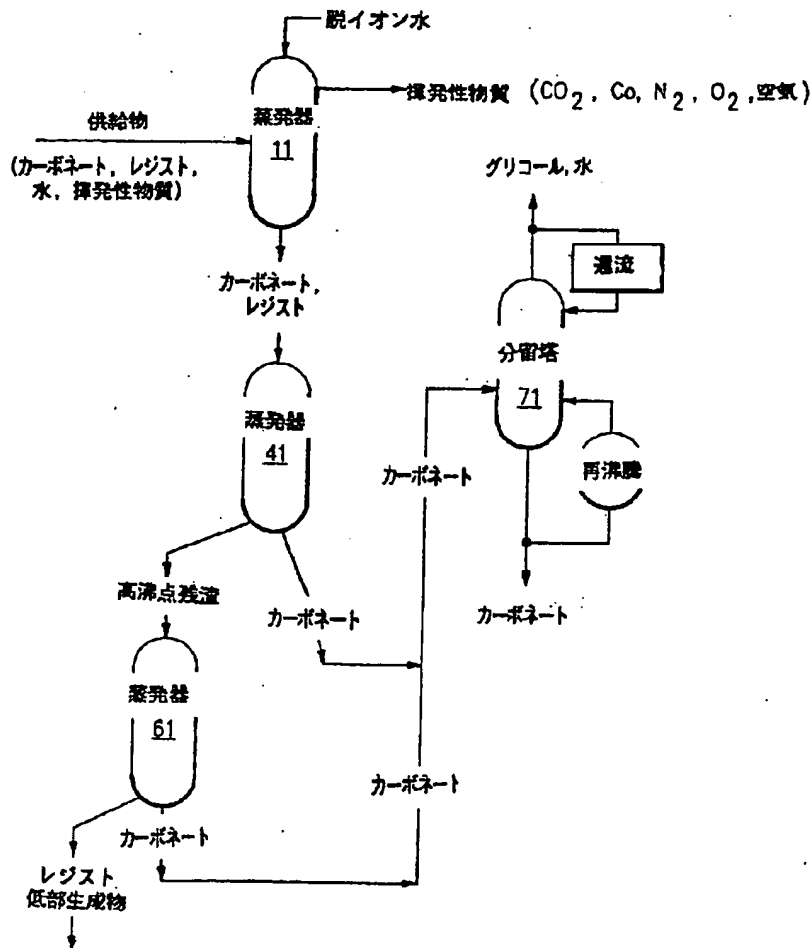 脱イオン水
揮発性物質 (CO₂, Co, N₂, O₂, 空気)
供給物
(カーボネート, レジスト,
水, 揮発性物質)
蒸発器
11
カーボネート,
レジスト
グリコール, 水
還流
分留塔
71
再沸騰
カーボネート
蒸発器
41
カーボネート
高沸点残渣
カーボネート
蒸発器
61
カーボネート
カーボネート
レジスト
低部生成物